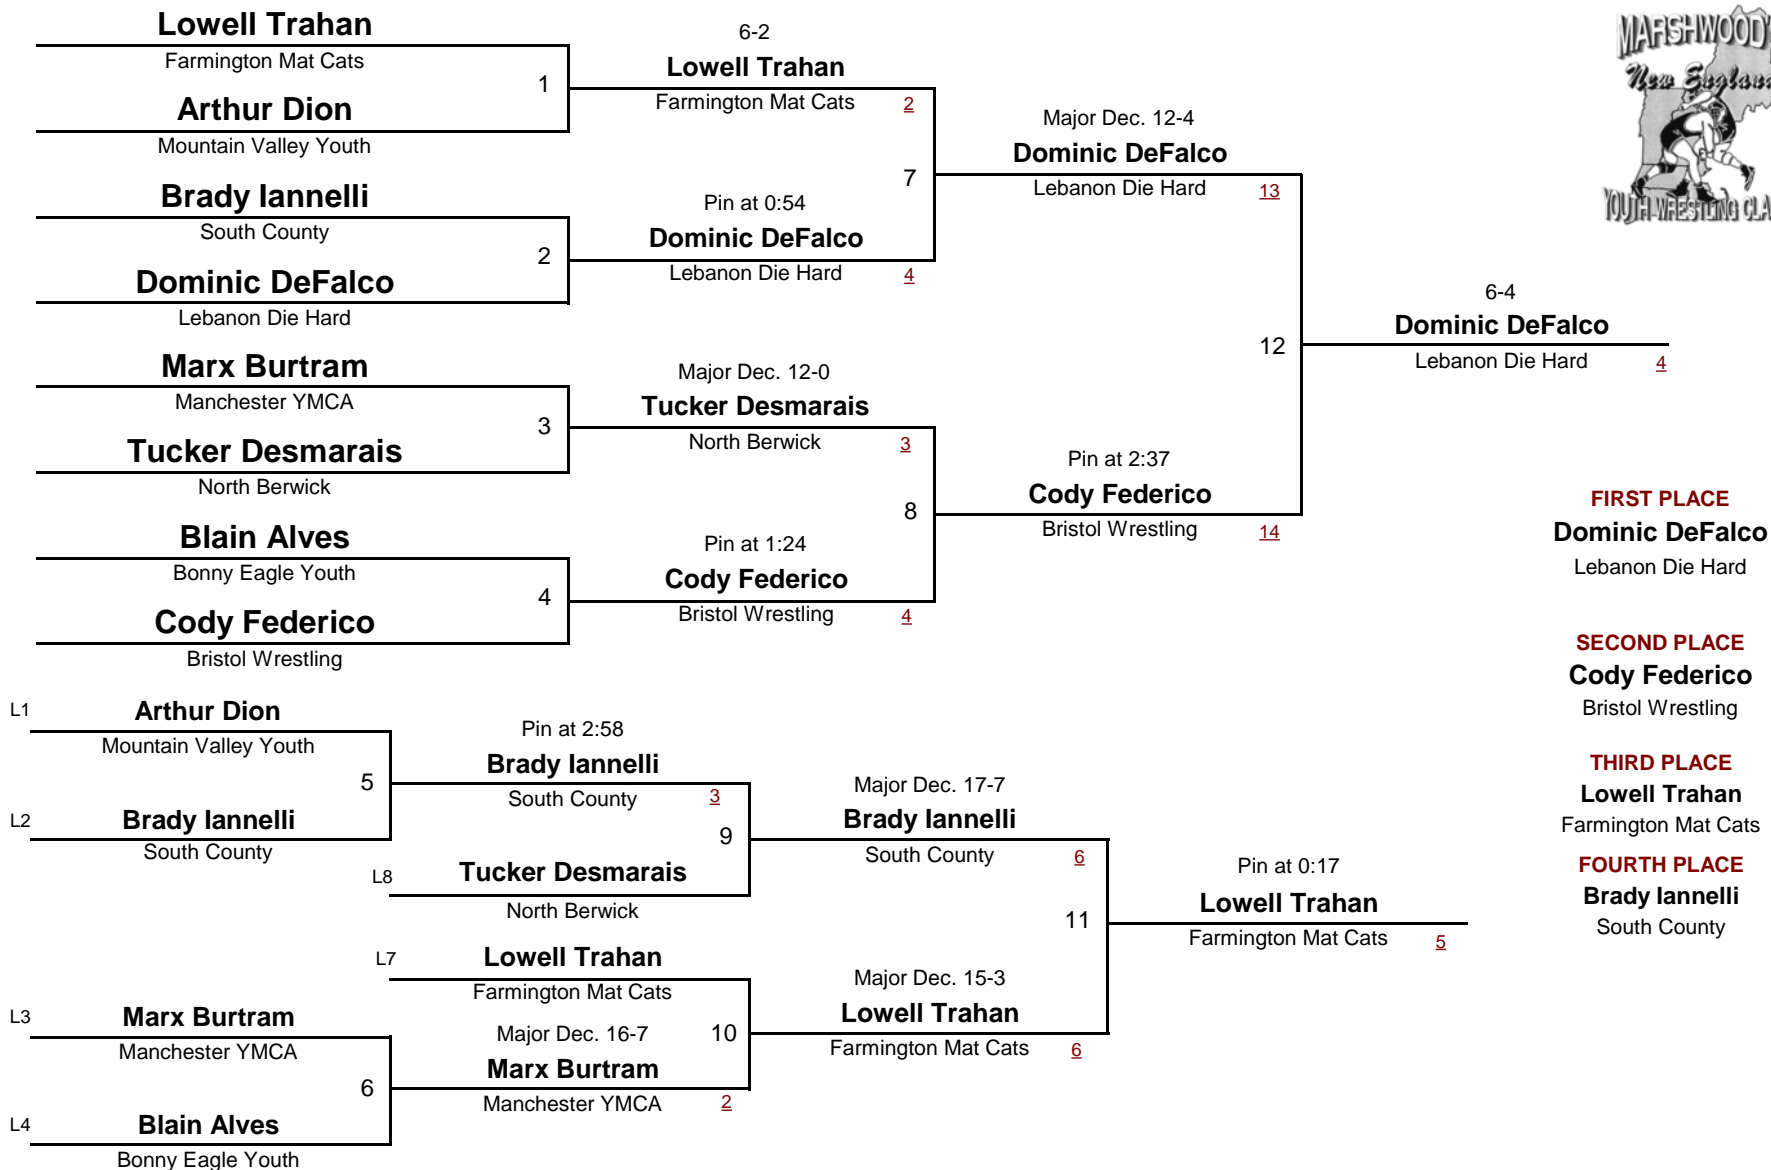 Lowell Trahan
Farmington Mat Cats
1
Arthur Dion
Mountain Valley Youth
Brady Iannelli
South County
2
Dominic DeFalco
Lebanon Die Hard
Marx Burtram
Manchester YMCA
3
Tucker Desmarais
North Berwick
Blain Alves
Bonny Eagle Youth
4
Cody Federico
Bristol Wrestling
6-2
Lowell Trahan
Farmington Mat Cats 2
7
Pin at 0:54
Dominic DeFalco
Lebanon Die Hard 4
Major Dec. 12-0
Tucker Desmarais
North Berwick 3
8
Pin at 1:24
Cody Federico
Bristol Wrestling 4
Major Dec. 12-4
Dominic DeFalco
Lebanon Die Hard 13
12
Pin at 2:37
Cody Federico
Bristol Wrestling 14
6-4
Dominic DeFalco
Lebanon Die Hard 4
MARSHWOOD'S
New England
YOUTH WRESTLING CLA
FIRST PLACE
Dominic DeFalco
Lebanon Die Hard
SECOND PLACE
Cody Federico
Bristol Wrestling
THIRD PLACE
Lowell Trahan
Farmington Mat Cats
FOURTH PLACE
Brady Iannelli
South County
L1 Arthur Dion
Mountain Valley Youth
5
L2 Brady Iannelli
South County
Pin at 2:58
Brady Iannelli
South County 3
9
L8 Tucker Desmarais
North Berwick
L7 Lowell Trahan
Farmington Mat Cats
10
Major Dec. 16-7
Marx Burtram
Manchester YMCA 2
L3 Marx Burtram
Manchester YMCA
6
L4 Blain Alves
Bonny Eagle Youth
Major Dec. 17-7
Brady Iannelli
South County 6
11
Major Dec. 15-3
Lowell Trahan
Farmington Mat Cats 6
Pin at 0:17
Lowell Trahan
Farmington Mat Cats 5